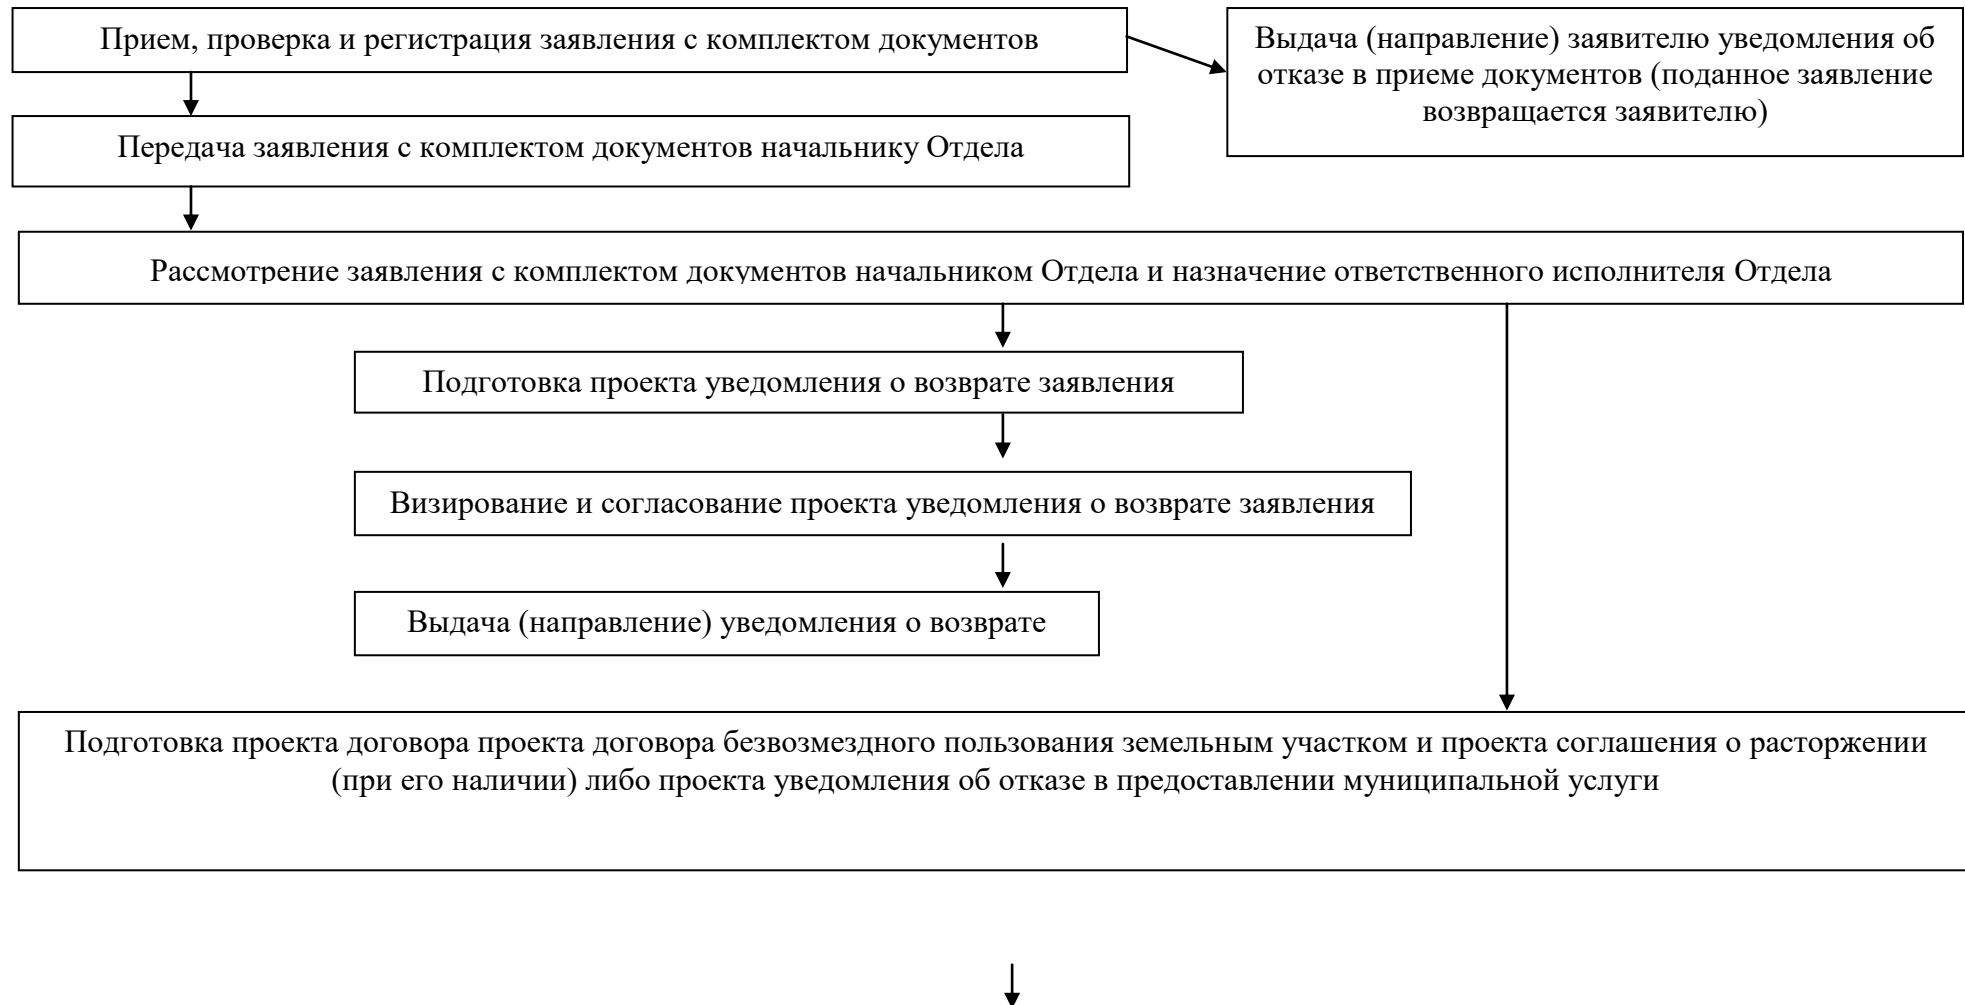 Прием, проверка и регистрация заявления с комплектом документов
Выдача (направление) заявителю уведомления об
отказе в приеме документов (поданное заявление
возвращается заявителю)
Передача заявления с комплектом документов начальнику Отдела
Рассмотрение заявления с комплектом документов начальником Отдела и назначение ответственного исполнителя Отдела
Подготовка проекта уведомления о возврате заявления
Визирование и согласование проекта уведомления о возврате заявления
Выдача (направление) уведомления о возврате
Подготовка проекта договора проекта договора безвозмездного пользования земельным участком и проекта соглашения о расторжении
(при его наличии) либо проекта уведомления об отказе в предоставлении муниципальной услуги